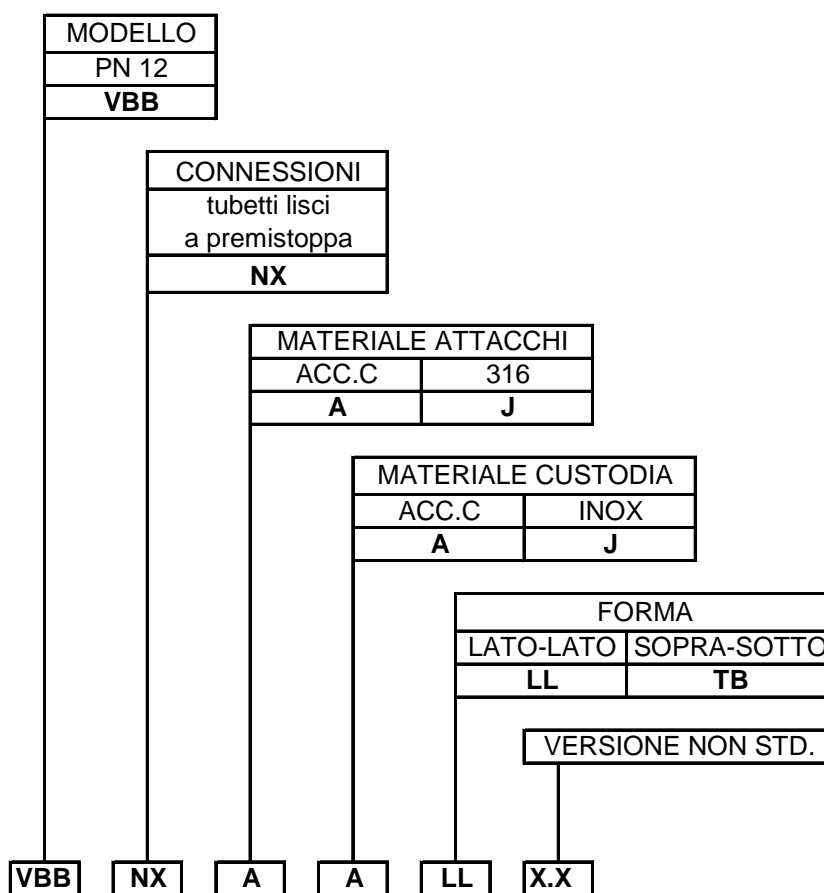 MODELLO
PN 12
VBB
CONNESSIONI
tubetti lisci
a premistoppa
NX
MATERIALE ATTACCHI
ACC.C 316
A J
MATERIALE CUSTODIA
ACC.C INOX
A J
FORMA
LATO-LATO SOPRA-SOTTO
LL TB
VERSIONE NON STD.
VBB NX A A LL X.X